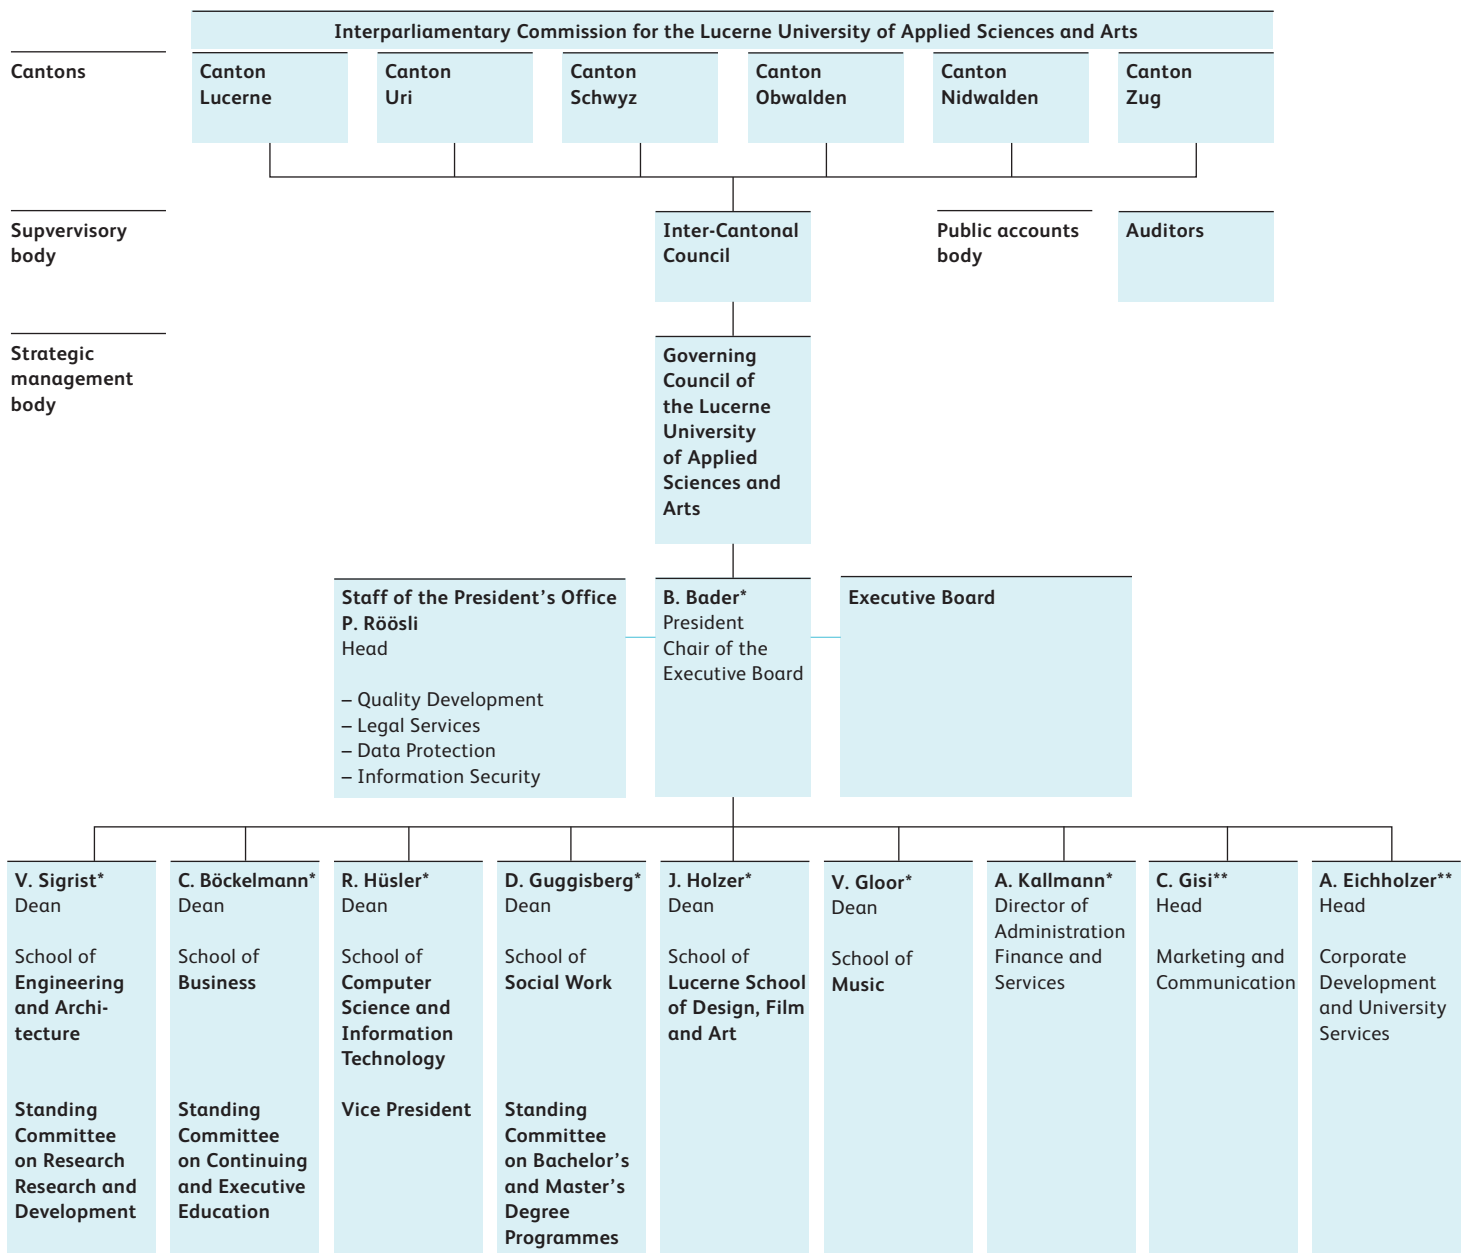 Interparliamentary Commission for the Lucerne University of Applied Sciences and Arts
Cantons
Canton
Lucerne
Canton
Uri
Canton
Schwyz
Canton
Obwalden
Canton
Nidwalden
Canton
Zug
Supvervisory
body
Inter-Cantonal
Council
Public accounts
body
Auditors
Strategic
management
body
Governing
Council of
the Lucerne
University
of Applied
Sciences and
Arts
Staff of the President’s Office
P. Röösli
Head
– Quality Development
– Legal Services
– Data Protection
– Information Security
B. Bader*
President
Chair of the
Executive Board
Executive Board
V. Sigrist*
Dean
School of
Engineering
and Archi-
tecture
Standing
Committee
on Research
Research and
Development
C. Böckelmann*
Dean
School of
Business
Standing
Committee
on Continuing
and Executive
Education
R. Hüsler*
Dean
School of
Computer
Science and
Information
Technology
Vice President
D. Guggisberg*
Dean
School of
Social Work
Standing
Committee
on Bachelor’s
and Master’s
Degree
Programmes
J. Holzer*
Dean
School of
Lucerne School
of Design, Film
and Art
V. Gloor*
Dean
School of
Music
A. Kallmann*
Director of
Administration
Finance and
Services
C. Gisi**
Head
Marketing and
Communication
A. Eichholzer**
Head
Corporate
Development
and University
Services